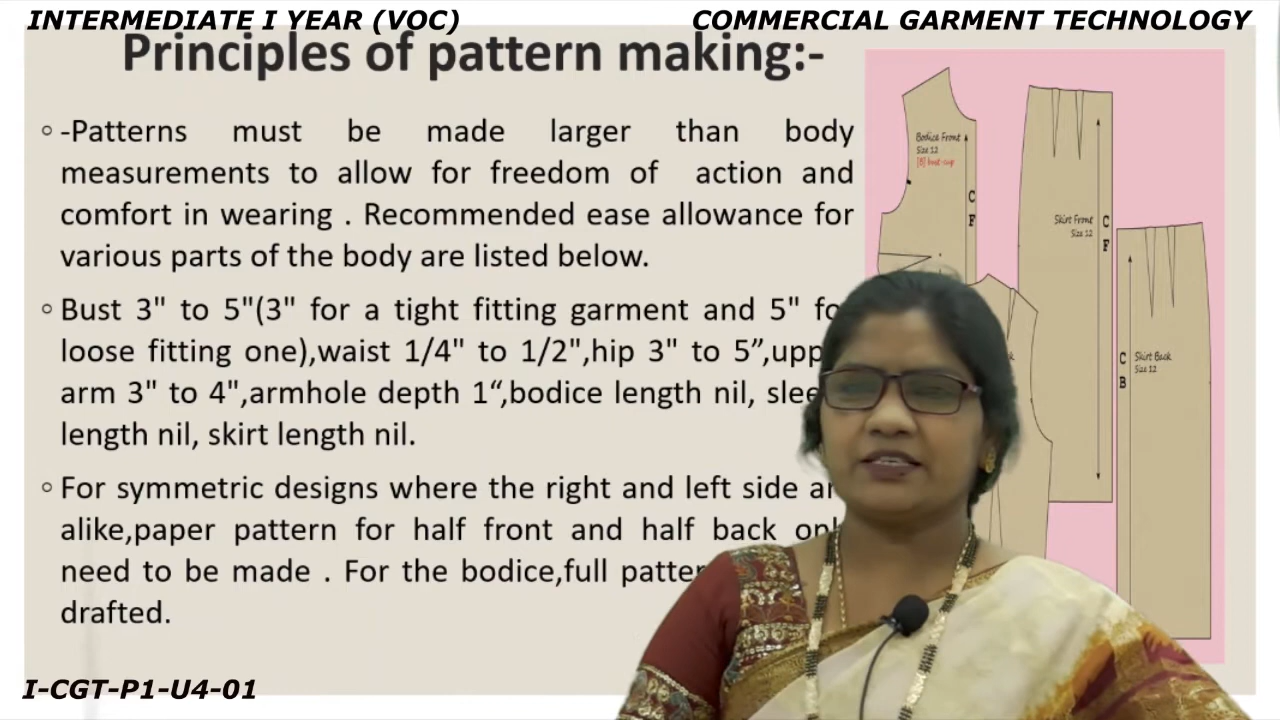 INTERMEDIATE I YEAR (VOC)
COMMERCIAL GARMENT TECHNOLOGY
Principles of pattern making:-
-Patterns must be made larger than body
measurements to allow for freedom of action and
comfort in wearing . Recommended ease allowance for
various parts of the body are listed below.
Bust 3" to 5"(3" for a tight fitting garment and 5"
loose fitting one),waist 1/4" to 1/2",hip 3" to 5”,
arm 3" to 4",armhole depth 1“,bodice length nil,
length nil, skirt length nil.
For symmetric designs where the right and left side
alike,paper pattern for half front and half back
need to be made . For the bodice,full
drafted.
Bodice Front
Size 12
[B] bust-cup
C
F
Skirt Front
Size 12
C
F
C
B
Skirt Back
Size 12
I-CGT-P1-U4-01